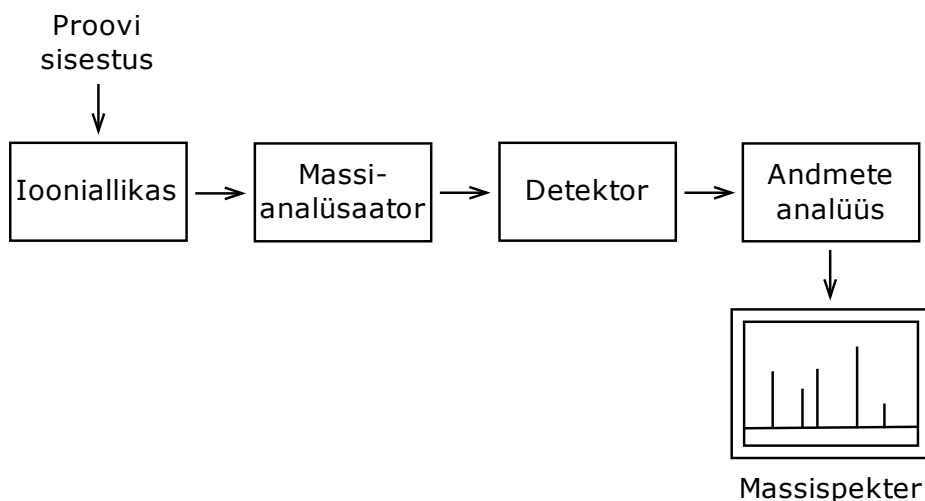 Proovi
sisestus
Iooniallikas
Massi-
analüsaator
Detektor
Andmete
analüüs
Massispekter